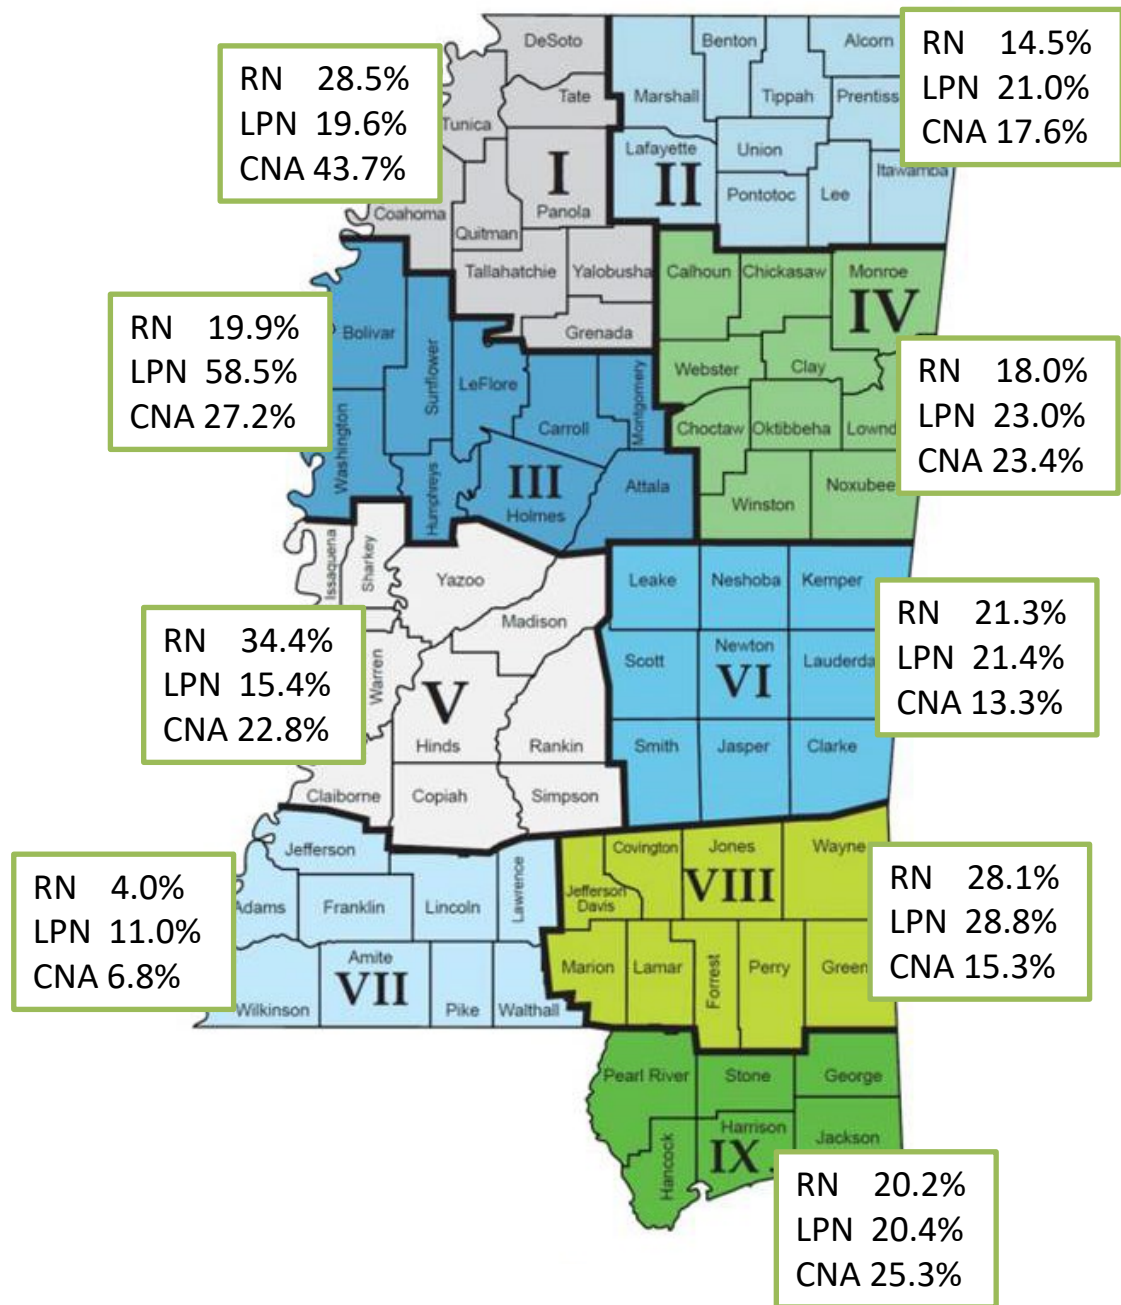 DeSoto
Benton
Alcorn
RN 14.5%
LPN 21.0%
CNA 17.6%
RN 28.5%
LPN 19.6%
CNA 43.7%
Tate
Marshall
Tippah
Prentiss
Tunica
Lafayette
Union
Itawamba
I
II
Pontotoc
Lee
Coahoma
Panola
Quitman
Tallahatchie
Yalobusha
Calhoun
Chickasaw
Monroe
IV
Grenada
RN 19.9%
LPN 58.5%
CNA 27.2%
Bolivar
Sunflower
LeFlore
Webster
Clay
RN 18.0%
LPN 23.0%
CNA 23.4%
Washington
Humphreys
Carroll
Montgomery
Choctaw
Oktibbeha
Lownd
III
Holmes
Attala
Winston
Noxubee
Issaquena
Sharkey
Yazoo
Madison
Leake
Neshoba
Kemper
RN 21.3%
LPN 21.4%
CNA 13.3%
RN 34.4%
LPN 15.4%
CNA 22.8%
Warren
Scott
Newton
Lauderda
V
VI
Hinds
Rankin
Smith
Jasper
Clarke
Claiborne
Copiah
Simpson
Jefferson
Lawrence
Covington
Jones
Wayne
RN 4.0%
LPN 11.0%
CNA 6.8%
Adams
Franklin
Lincoln
Jefferson
Davis
VIII
RN 28.1%
LPN 28.8%
CNA 15.3%
Amite
VII
Marion
Lamar
Forrest
Perry
Green
Wilkinson
Pike
Walthall
Pearl River
Stone
George
Hancock
Harrison
Jackson
IX
RN 20.2%
LPN 20.4%
CNA 25.3%